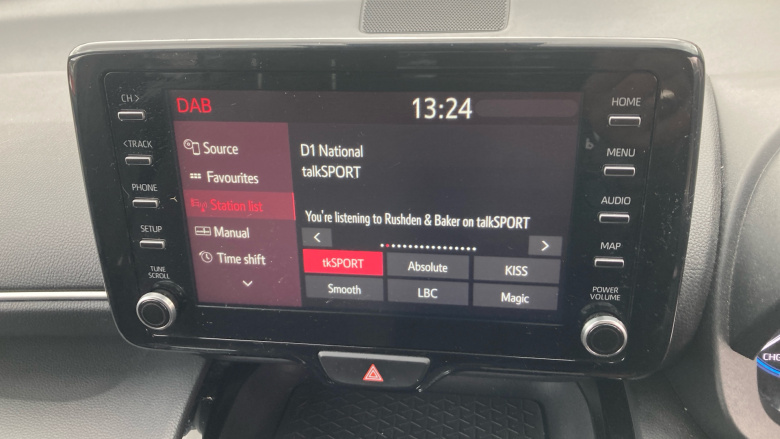 CH >
< TRACK
PHONE
SETUP
TUNE
SCROLL
DAB
13:24
Source
Favourites
Station list
Manual
Time shift
D1 National
talkSPORT
You're listening to Rushden & Baker on talkSPORT
<
>
tkSPORT
Absolute
KISS
Smooth
LBC
Magic
HOME
MENU
AUDIO
MAP
POWER
VOLUME
CHG